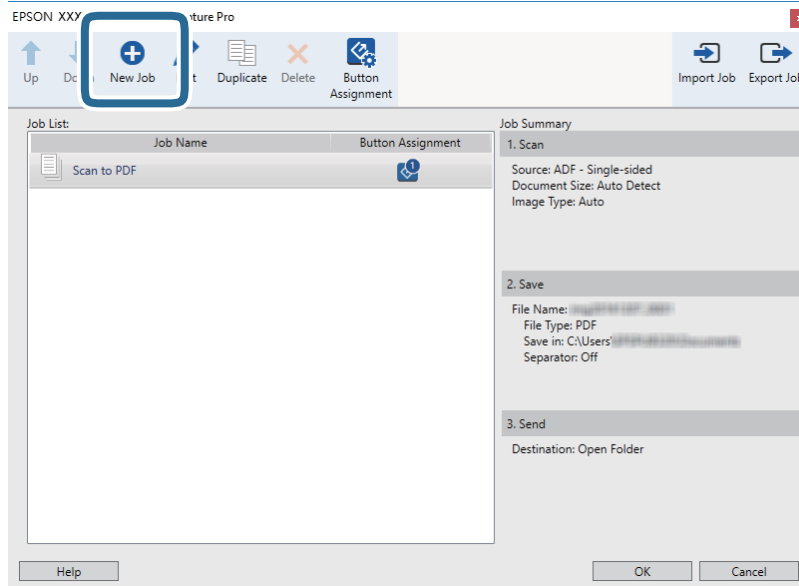 EPSON XXX ture Pro
Up
New Job
Duplicate
Delete
Button
Assignment
Import Job
Export Job
Job List:
Job Name
Button Assignment
Scan to PDF
1
Job Summary
1. Scan
Source: ADF - Single-sided
Document Size: Auto Detect
Image Type: Auto
2. Save
File Name:
File Type: PDF
Save in: C:\Users\
Separator: Off
3. Send
Destination: Open Folder
Help
OK
Cancel